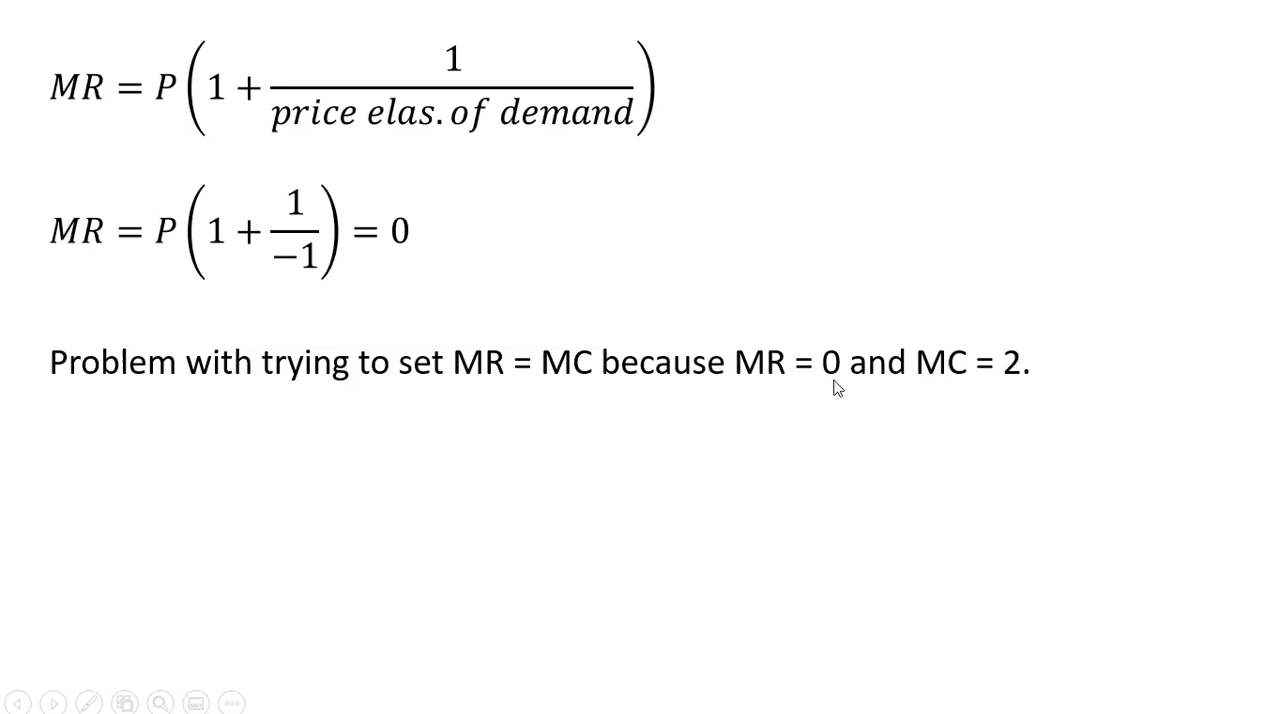 MR = P(1 + 1/(price elas. of demand))
MR = P(1 + 1/(−1)) = 0
Problem with trying to set MR = MC because MR = 0 and MC = 2.